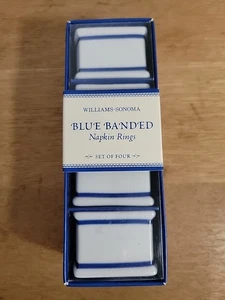 WILLIAMS-SONOMA
BLUE BANDED
Napkin Rings
SET OF FOUR